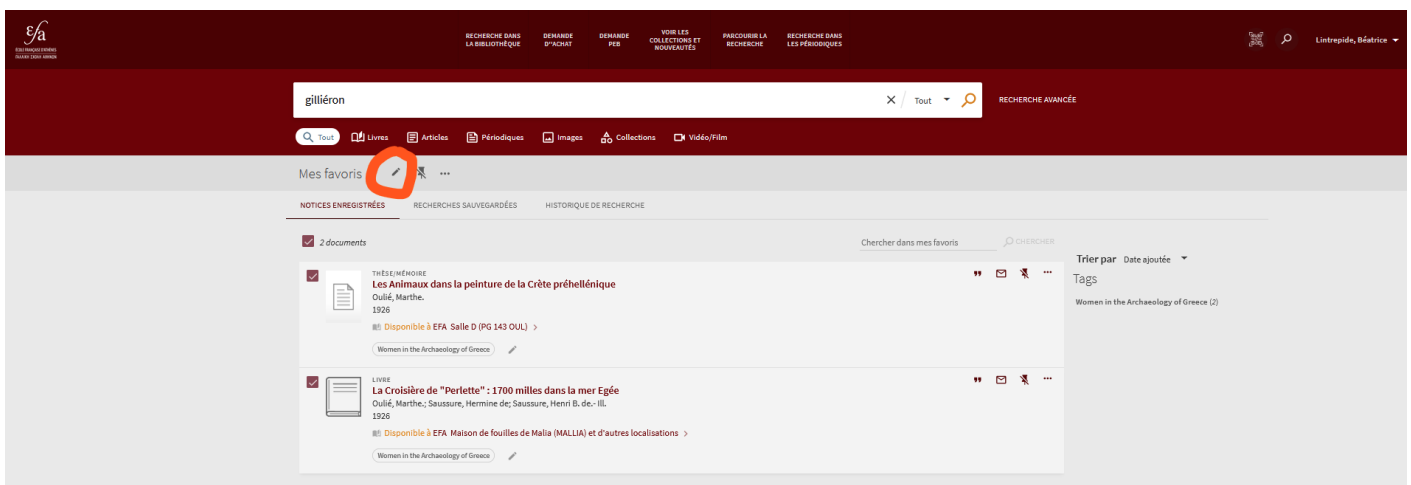 εfa
ÉCOLE FRANÇAISE D'ATHÈNES
RECHERCHE DANS LA BIBLIOTHÈQUE
DEMANDE D'ʼACHAT
DEMANDE PEB
VOIR LES COLLECTIONS ET NOUVEAUTÉS
PARCOURIR LA RECHERCHE
RECHERCHE DANS LES PÉRIODIQUES
Lintrepide, Béatrice
gilliéron
Tout
RECHERCHE AVANCÉE
Tout
Livres
Articles
Périodiques
Images
Collections
Vidéo/Film
Mes favoris
NOTICES ENREGISTRÉES
RECHERCHES SAUVEGARDÉES
HISTORIQUE DE RECHERCHE
2 documents
Chercher dans mes favoris
CHERCHER
Trier par Date ajoutée
Tags
Women in the Archaeology of Greece (2)
THÈSE/MÉMOIRE
Les Animaux dans la peinture de la Crète préhellénique
Oulié, Marthe.
1926
Disponible à EFA Salle D (PG 143 OUL) >
Women in the Archaeology of Greece
LIVRE
La Croisière de "Perlette" : 1700 milles dans la mer Egée
Oulié, Marthe.; Saussure, Hermine de; Saussure, Henri B. de.- Ill.
1926
Disponible à EFA Maison de fouilles de Malia (MALLIA) et d'autres localisations >
Women in the Archaeology of Greece